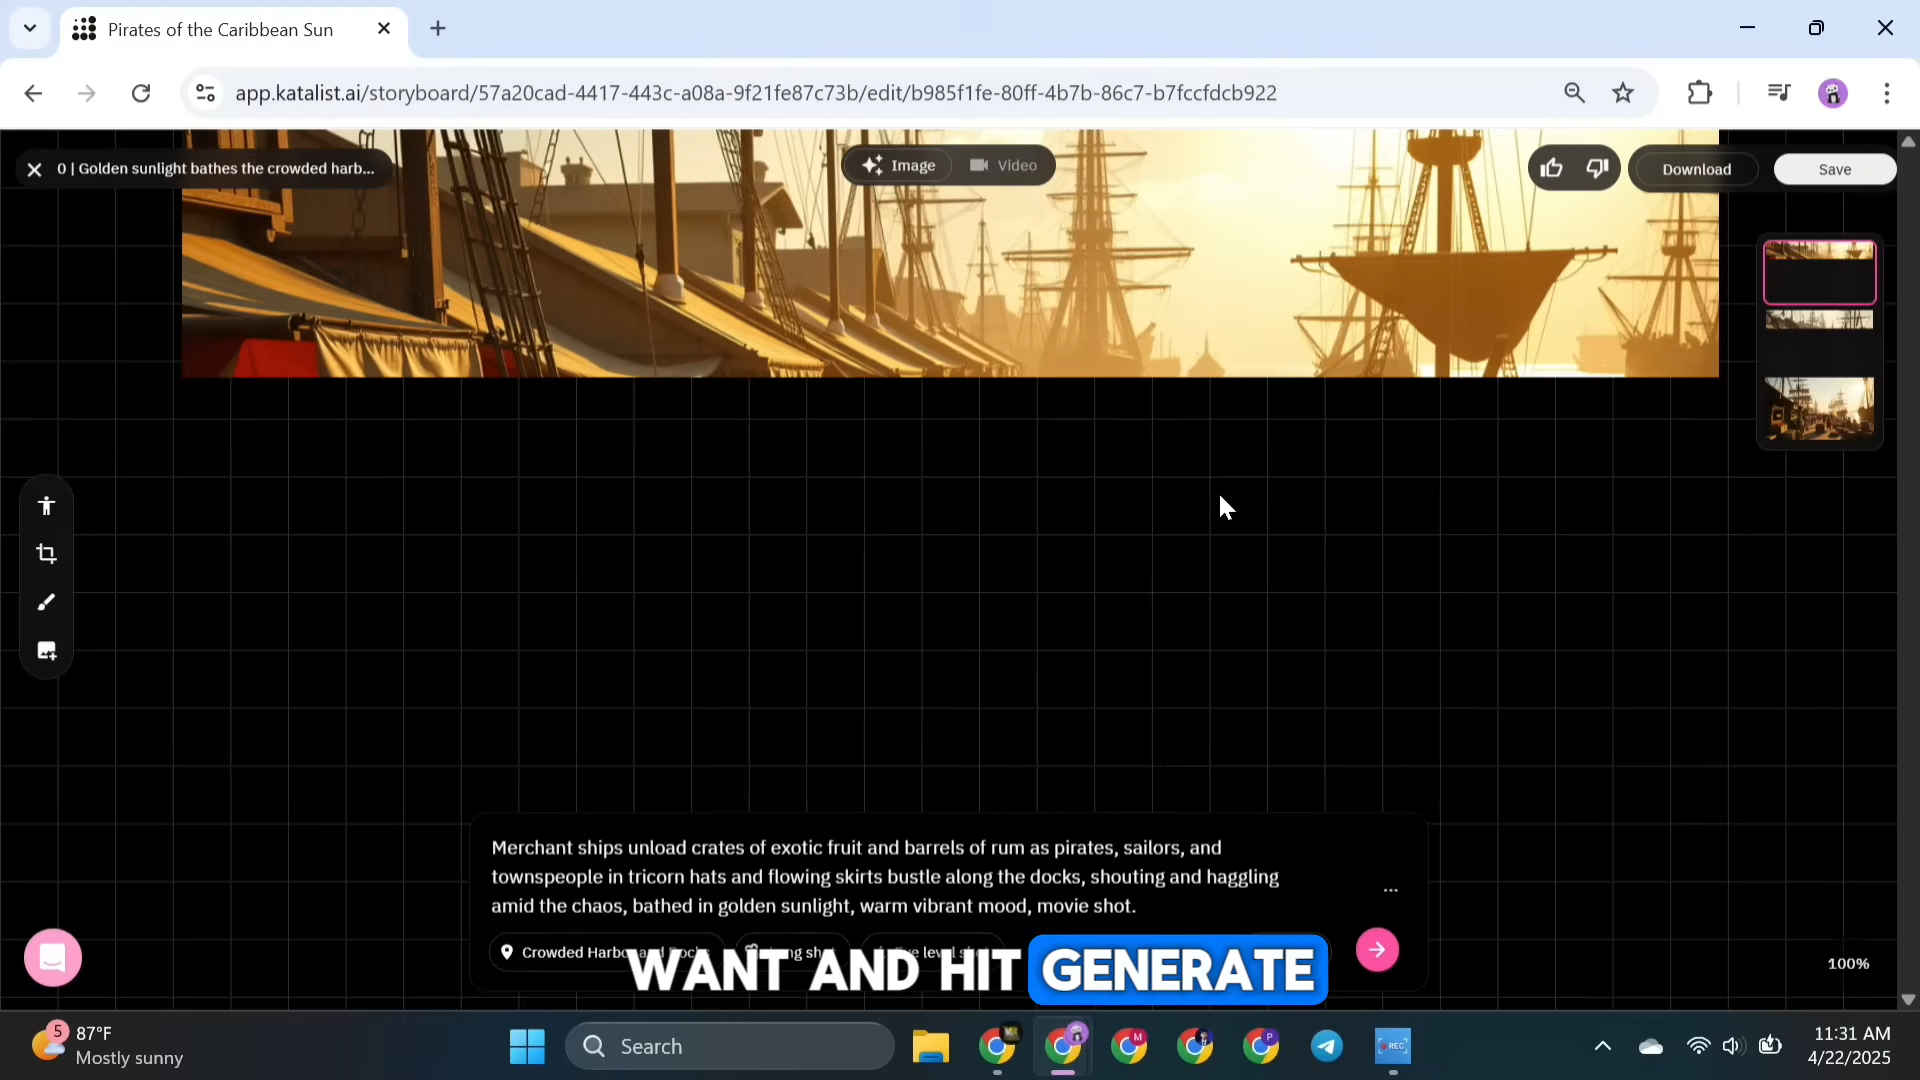 Pirates of the Caribbean Sun
app.katalist.ai/storyboard/57a20cad-4417-443c-a08a-9f21fe87c73b/edit/b985f1fe-80ff-4b7b-86c7-b7fccfdcb922
0 | Golden sunlight bathes the crowded harb...
Image
Video
Download
Save
Merchant ships unload crates of exotic fruit and barrels of rum as pirates, sailors, and
townspeople in tricorn hats and flowing skirts bustle along the docks, shouting and haggling
amid the chaos, bathed in golden sunlight, warm vibrant mood, movie shot.
...
Crowded Harbor
WANT AND HIT GENERATE
100%
5
87°F
Mostly sunny
Search
M
P
REC
11:31 AM
4/22/2025